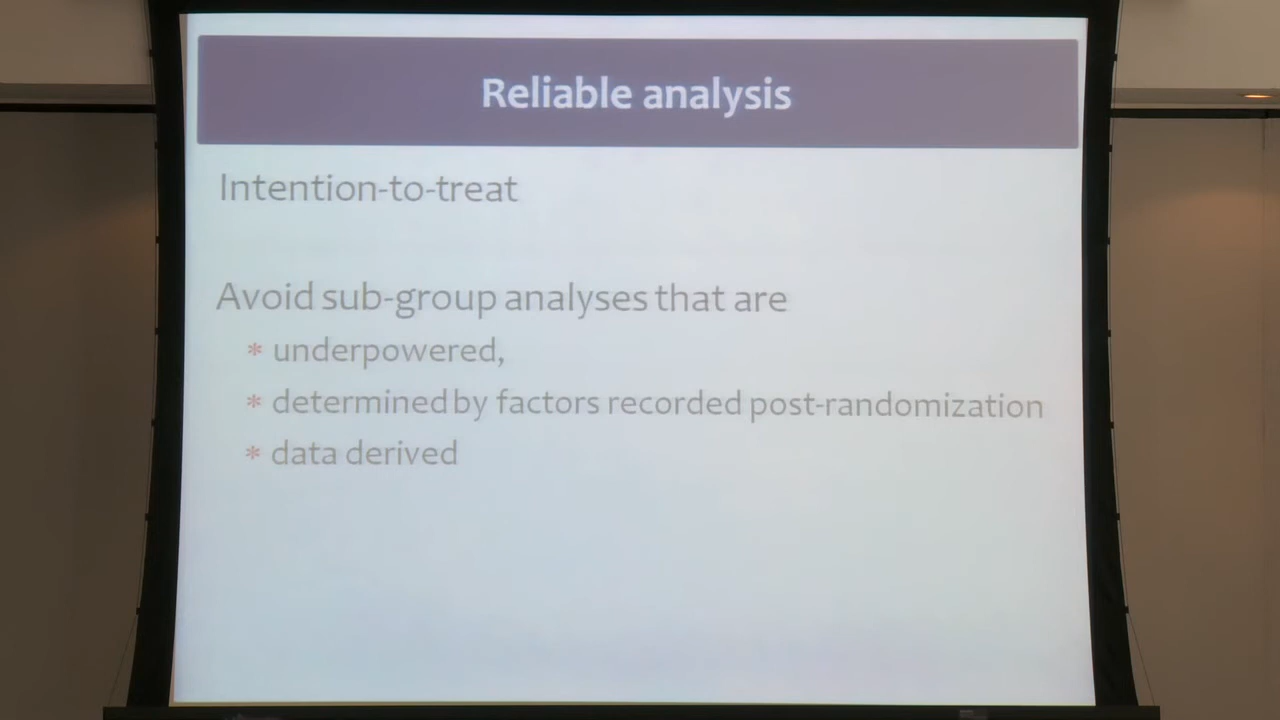 Reliable analysis
Intention-to-treat
Avoid sub-group analyses that are
* underpowered,
* determined by factors recorded post-randomization
* data derived